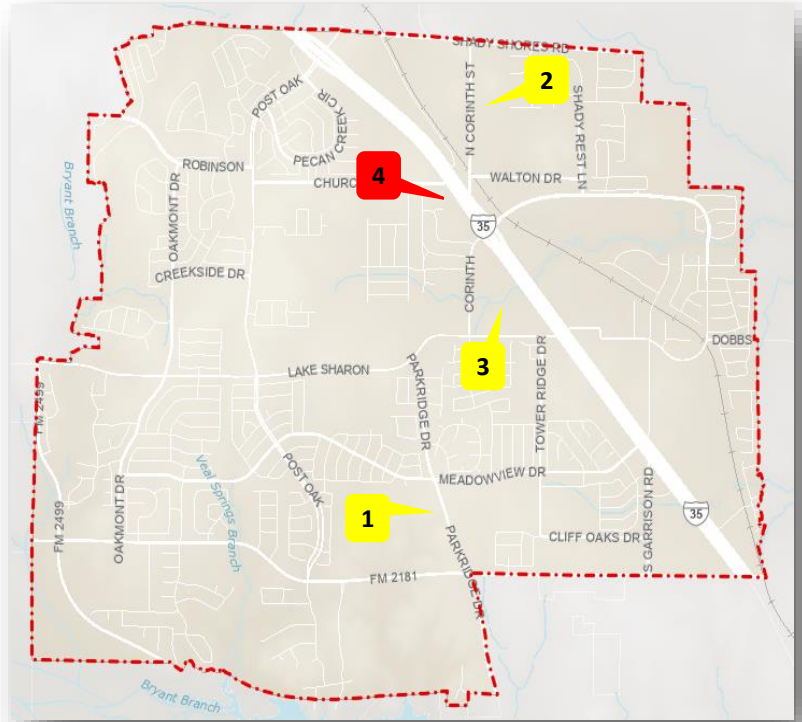 SHADY SHORES RD
2
N CORINTH ST
SHADY REST LN
POST OAK
PECAN CREEK CIR
ROBINSON
4
WALTON DR
Bryant Branch
OAKMONT DR
35
CREEKSIDE DR
CORINTH
3
DOBBS
LAKE SHARON
PARKRIDGE DR
TOWER RIDGE DR
FM 2499
MEADOWVIEW DR
POST OAK
Veal Springs Branch
OAKMONT DR
1
S GARRISON RD
35
FM 2499
CLIFF OAKS DR
PARKRIDGE DR
FM 2181
Bryant Branch